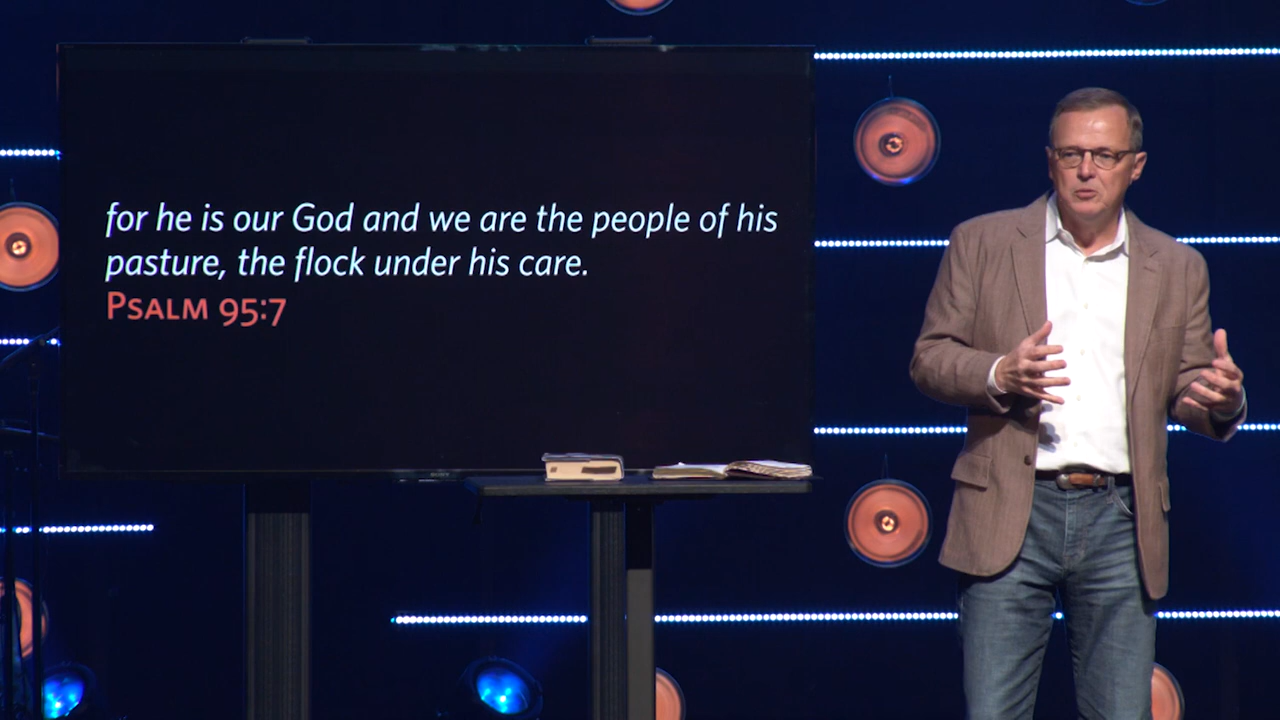 for he is our God and we are the people of his
pasture, the flock under his care.
Psalm 95:7